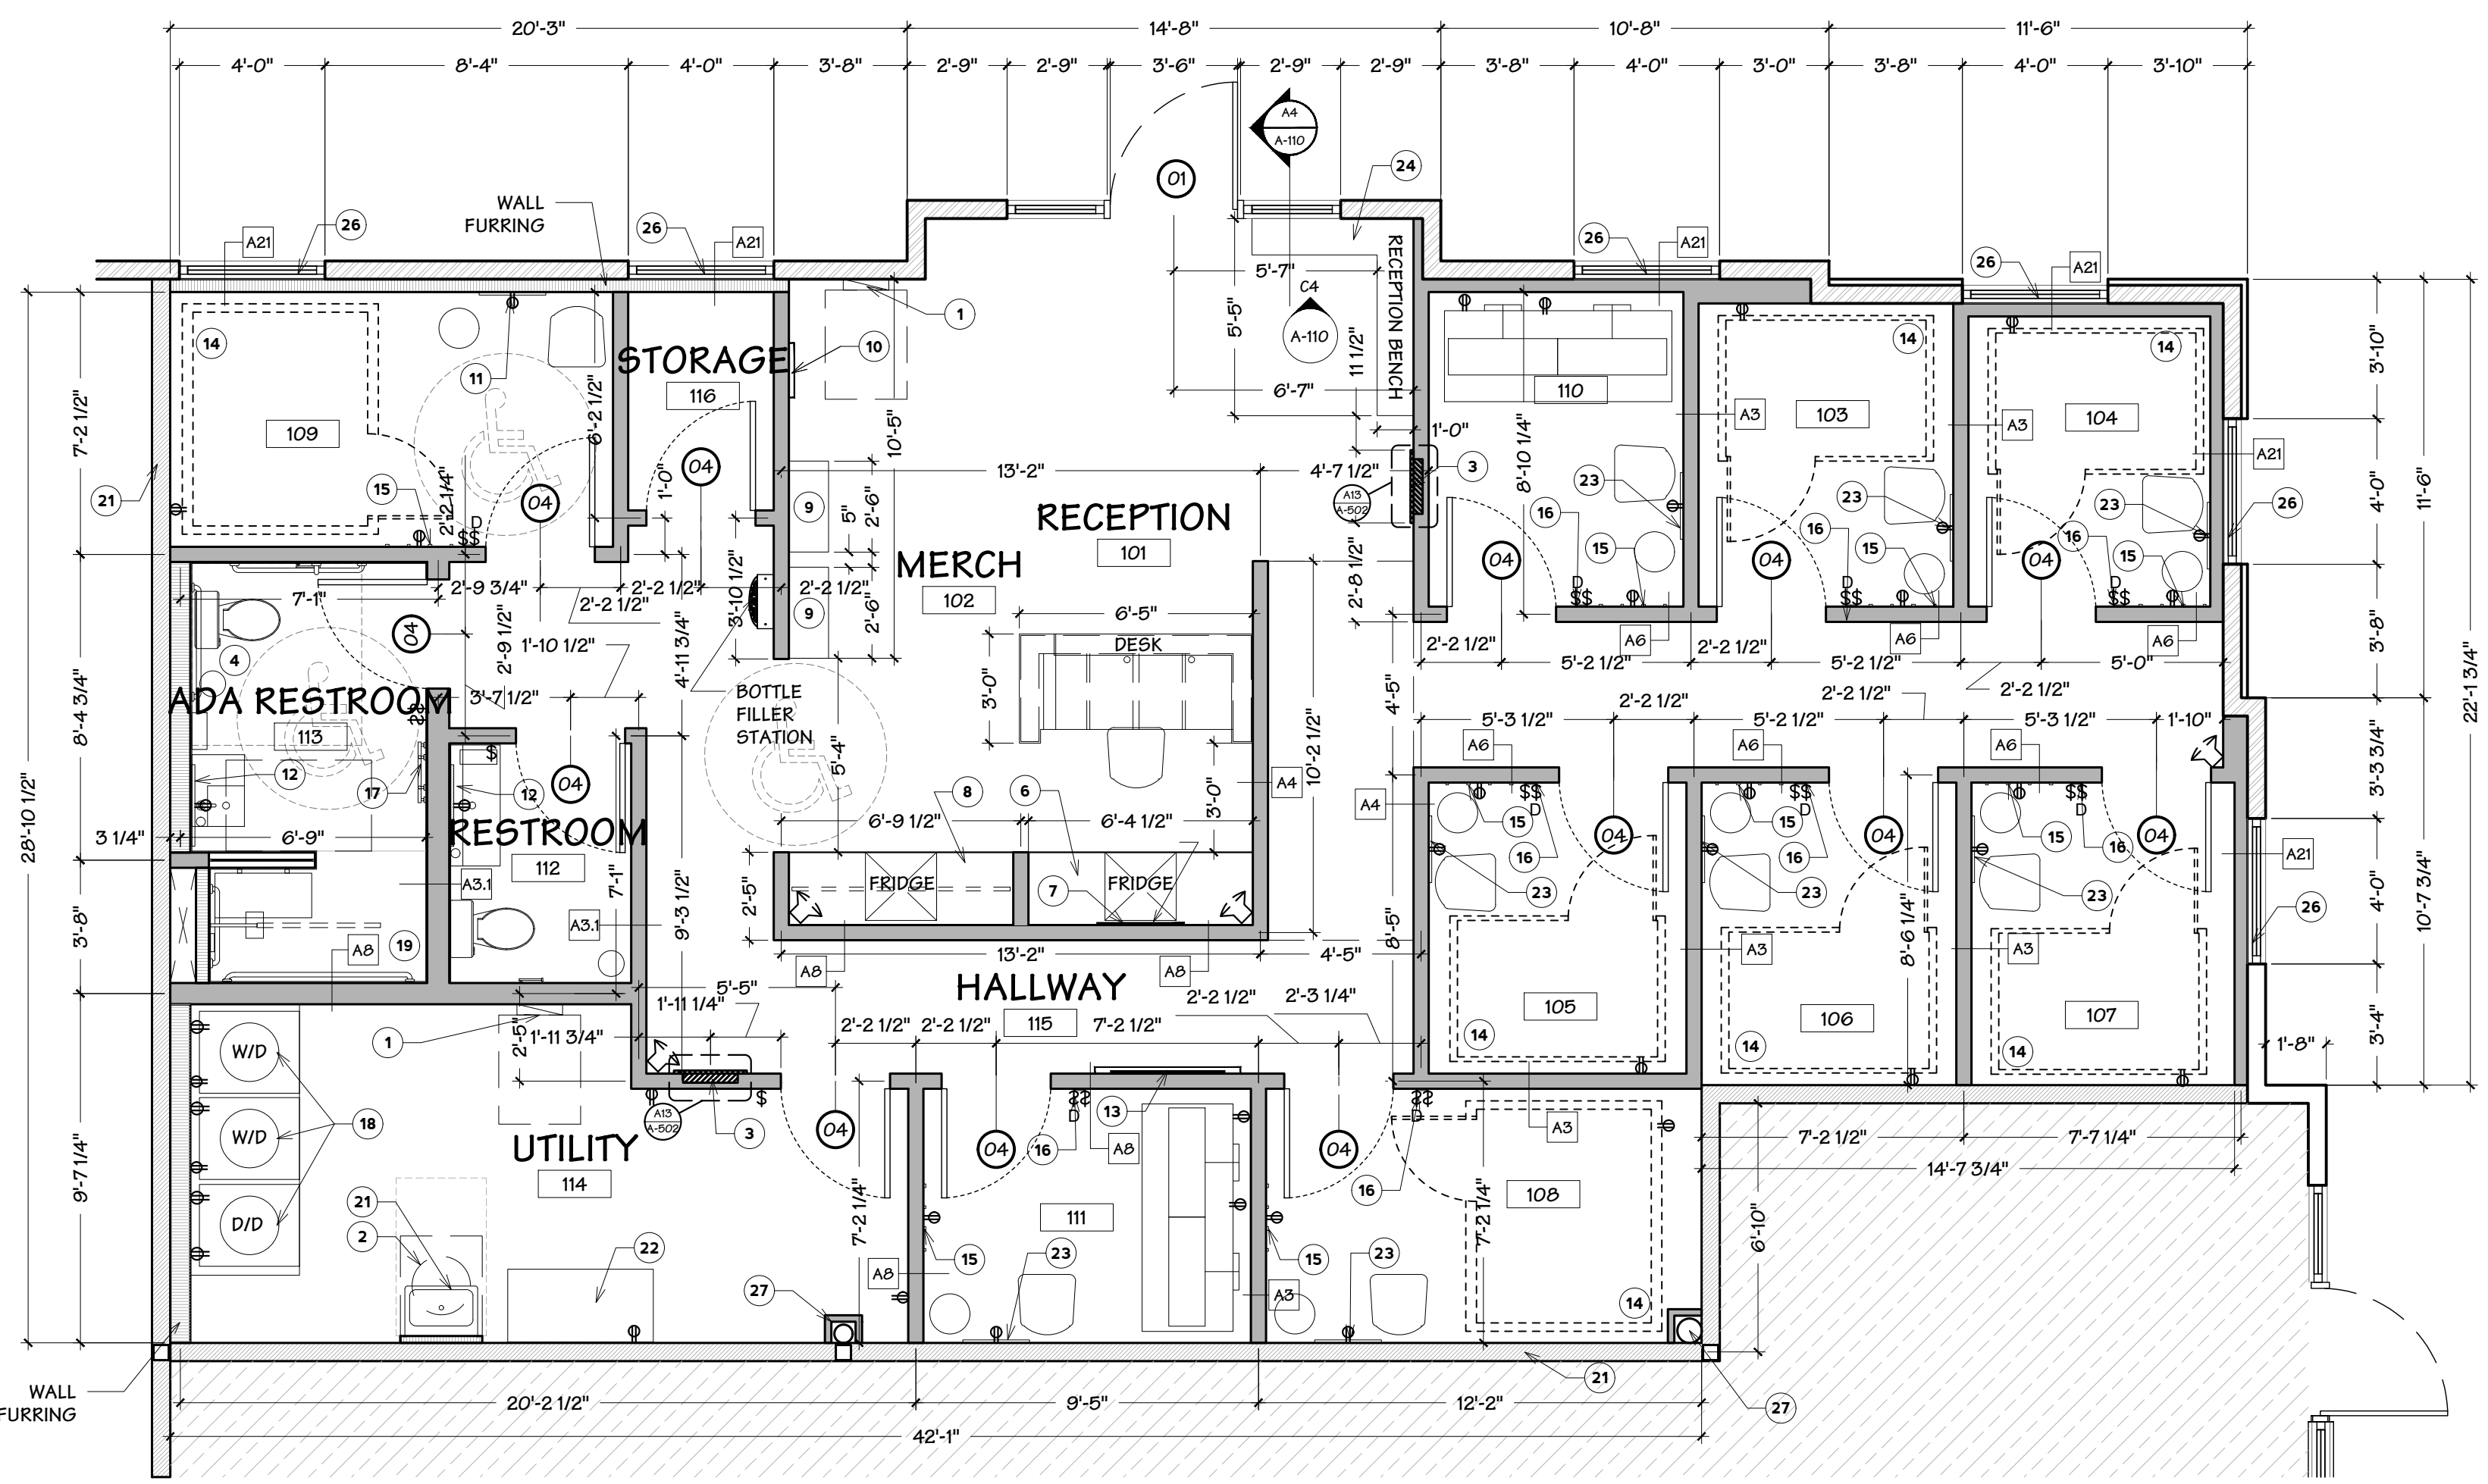 20'-3" 14'-8" 10'-8" 11'-6"
4'-0" 8'-4" 4'-0" 3'-8" 2'-9" 2'-9" 3'-6" 2'-9" 2'-9" 3'-8" 4'-0" 3'-0" 3'-8" 4'-0" 3'-10"
A4
A-110
24
01
WALL
FURRING
A21 26 26 A21 26 A21 26 A21
RECEPTION BENCH
5'-7"
C4
A-110
5'-5"
11 1/2"
6'-7"
1'-0"
14
11
109
15
D
$$
2'-2 1/4"
6'-2 1/2"
04
STORAGE
116
04
1'-0"
1
10
10'-5"
13'-2" 4'-7 1/2"
3
A13
A-502
9
5"
2'-6"
9
2'-6"
RECEPTION
101
MERCH
102
110
8'-10 1/4"
A3
103
14
A3
104
14
A21
26
23
16
15
04
D
$$
A6
23
16
15
04
D
$$
A6
23
16
15
04
D
$$
A6
3'-10"
4'-0"
3'-8"
11'-6"
22'-1 3/4"
3'-3 3/4"
4'-0"
3'-4"
10'-7 3/4"
1'-8"
21
7'-2 1/2"
28'-10 1/2"
8'-4 3/4"
3'-8"
9'-7 1/4"
7'-1"
2'-9 3/4" 2'-2 1/2" 2'-2 1/2" 2'-2 1/2"
04
2'-9 1/2"
1'-10 1/2"
4'-11 3/4"
3'-10 1/2"
2'-8 1/2"
4
ADA RESTROOM
113
$$
3'-7 1/2"
BOTTLE
FILLER
STATION
5'-4"
6'-5"
DESK
3'-0"
10'-2 1/2"
4'-5"
2'-2 1/2" 5'-2 1/2" 2'-2 1/2" 5'-2 1/2" 2'-2 1/2" 5'-0"
5'-3 1/2" 2'-2 1/2" 5'-2 1/2" 2'-2 1/2" 5'-3 1/2" 1'-10"
12
17
12
$
04
3 1/4" 6'-9"
RESTROOM
112
7'-1"
A3.1
A3.1
9'-3 1/2"
A8
19
8
6
6'-9 1/2" 6'-4 1/2"
3'-0"
A4
2'-5"
FRIDGE FRIDGE
7
A8 13'-2" A8 4'-5"
8'-5"
A6 A6 A6
A4
15
$$
D
04
16
23
A3
105
14
15
$$
D
04
16
23
A3
106
14
8'-6 1/4"
15
$$
D
04
16
23
107
14
A21
26
HALLWAY
115
5'-5"
1'-11 1/4"
1'-11 3/4"
2'-5"
2'-2 1/2" 2'-2 1/2" 7'-2 1/2" 2'-2 1/2" 2'-3 1/4"
1
W/D
W/D
D/D
18
UTILITY
114
A13
A-502
3
$
04
21
2
22
27
7'-2 1/4"
A8
04
16
$$
D
13
A8
111
15
23
A3
04
16
$$
D
15
23
7'-2 1/4"
A3
108
14
7'-2 1/2" 7'-7 1/4"
14'-7 3/4"
6'-10"
21
27
WALL
FURRING
20'-2 1/2" 9'-5" 12'-2"
42'-1"